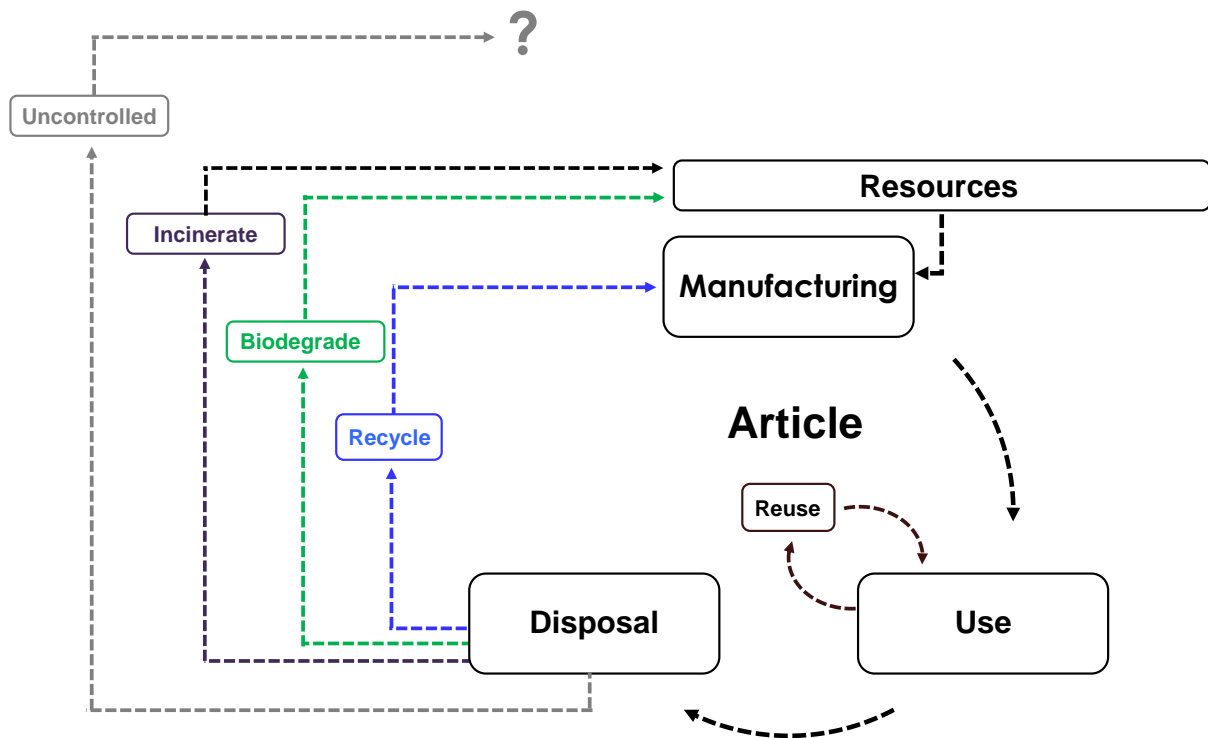 ?
Uncontrolled
Resources
Incinerate
Manufacturing
Biodegrade
Article
Recycle
Reuse
Disposal
Use